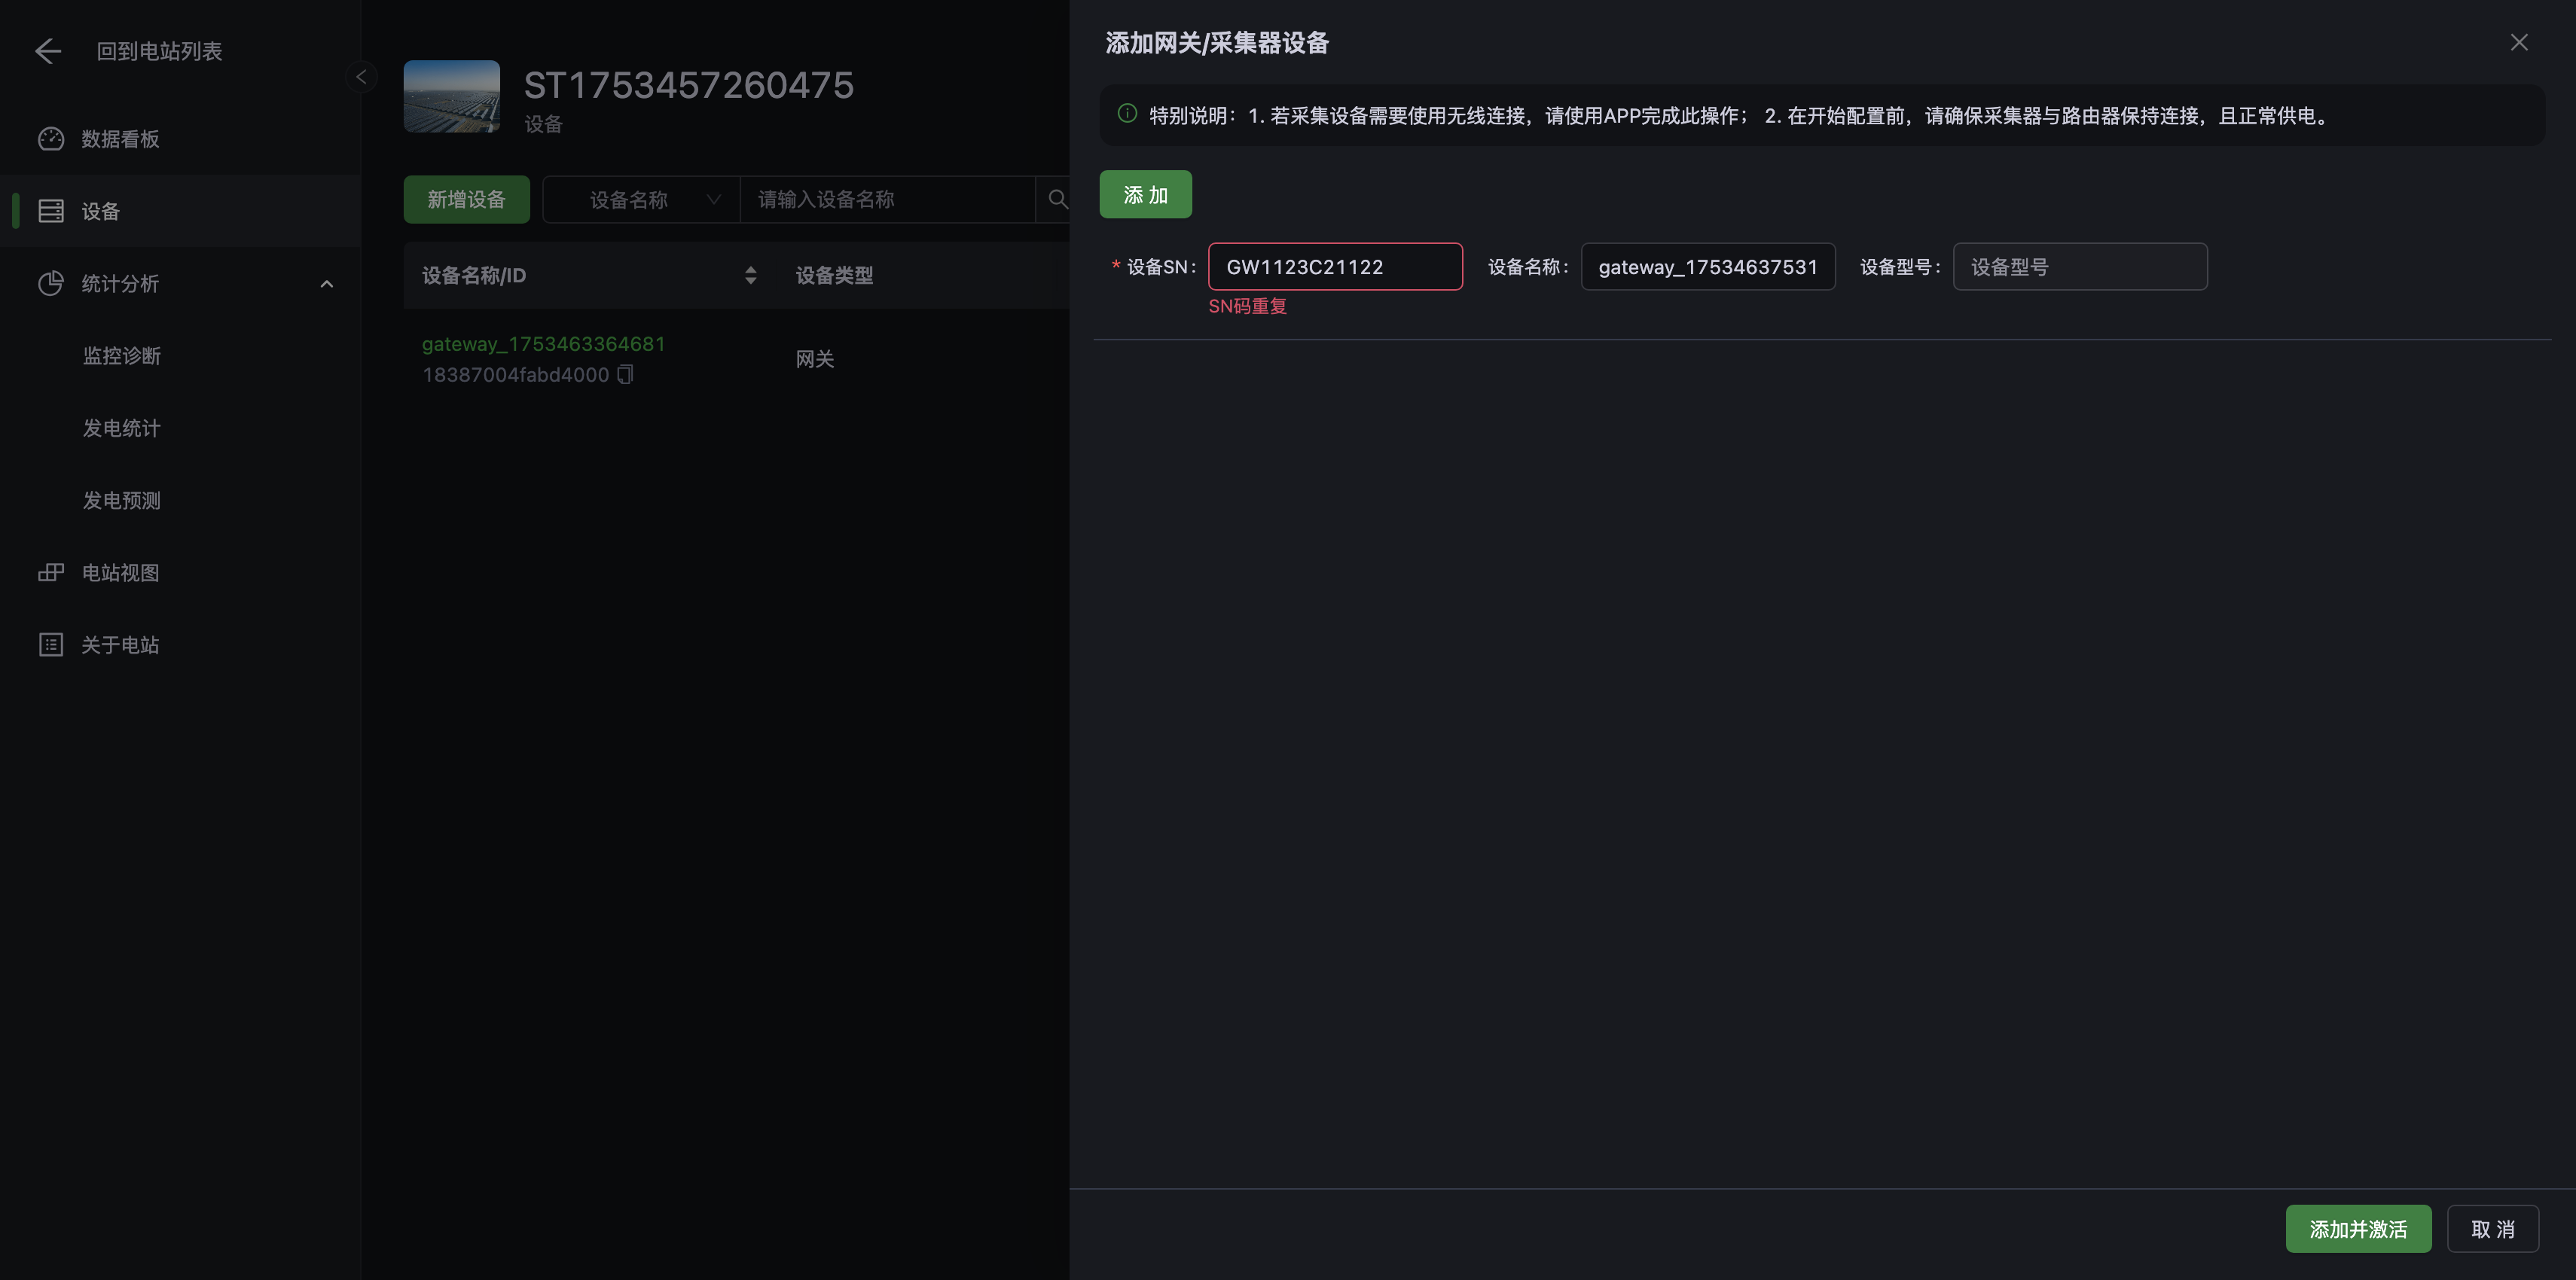 回到电站列表
数据看板
设备
统计分析
监控诊断
发电统计
发电预测
电站视图
关于电站
ST1753457260475
设备
新增设备
设备名称
请输入设备名称
设备名称/ID
设备类型
gateway_1753463364681
18387004fabd4000
网关
添加网关/采集器设备
特别说明：1. 若采集设备需要使用无线连接，请使用APP完成此操作； 2. 在开始配置前，请确保采集器与路由器保持连接，且正常供电。
添 加
* 设备SN： GW1123C21122 设备名称： gateway_17534637531 设备型号： 设备型号
SN码重复
添加并激活
取 消